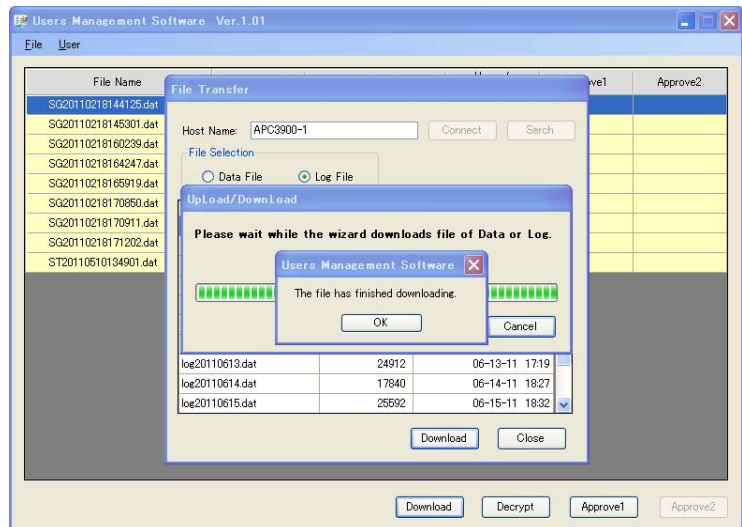 Users Management Software Ver.1.01
File User
File Name Approve2
SG20110218144125.dat
SG20110218145301.dat
SG20110218160239.dat
SG20110218164247.dat
SG20110218165919.dat
SG20110218170850.dat
SG20110218170911.dat
SG20110218171202.dat
ST20110510134901.dat
File Transfer
Host Name: APC3900-1 Connect Serch
File Selection
Data File Log File
UpLoad/DownLoad
Please wait while the wizard downloads file of Data or Log.
Users Management Software
The file has finished downloading.
OK
Cancel
log20110613.dat 24912 06-13-11 17:19
log20110614.dat 17840 06-14-11 18:27
log20110615.dat 25592 06-15-11 18:32
Download Close
Download Decrypt Approve1 Approve2